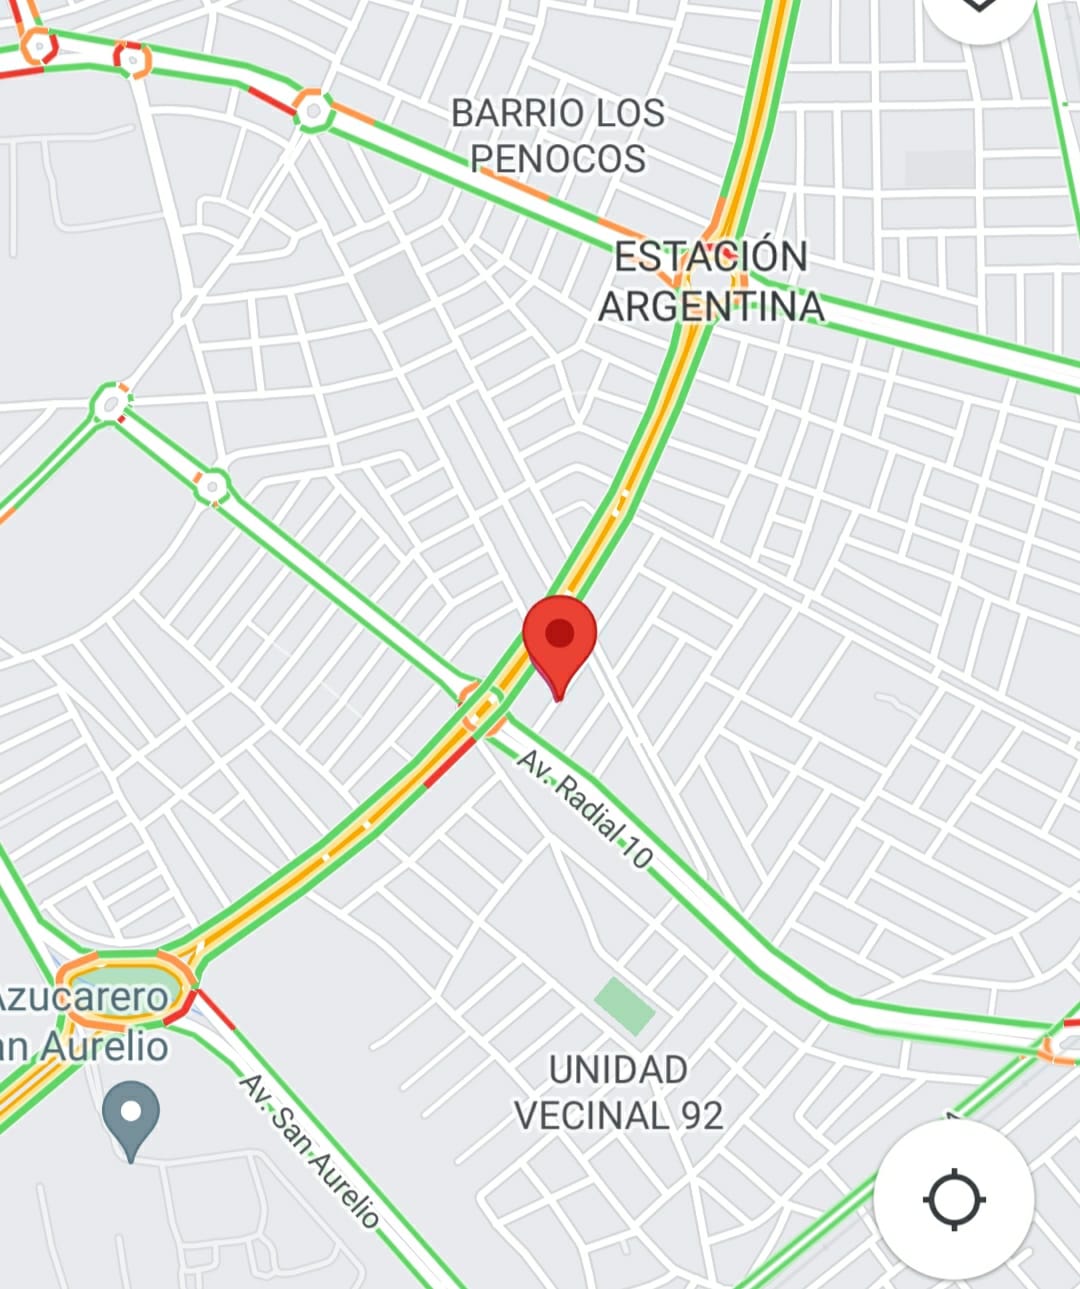 BARRIO LOS
PENOCOS
ESTACIÓN
ARGENTINA
Av. Radial 10
Azucarero
an Aurelio
UNIDAD
VECINAL 92
Av. San Aurelio